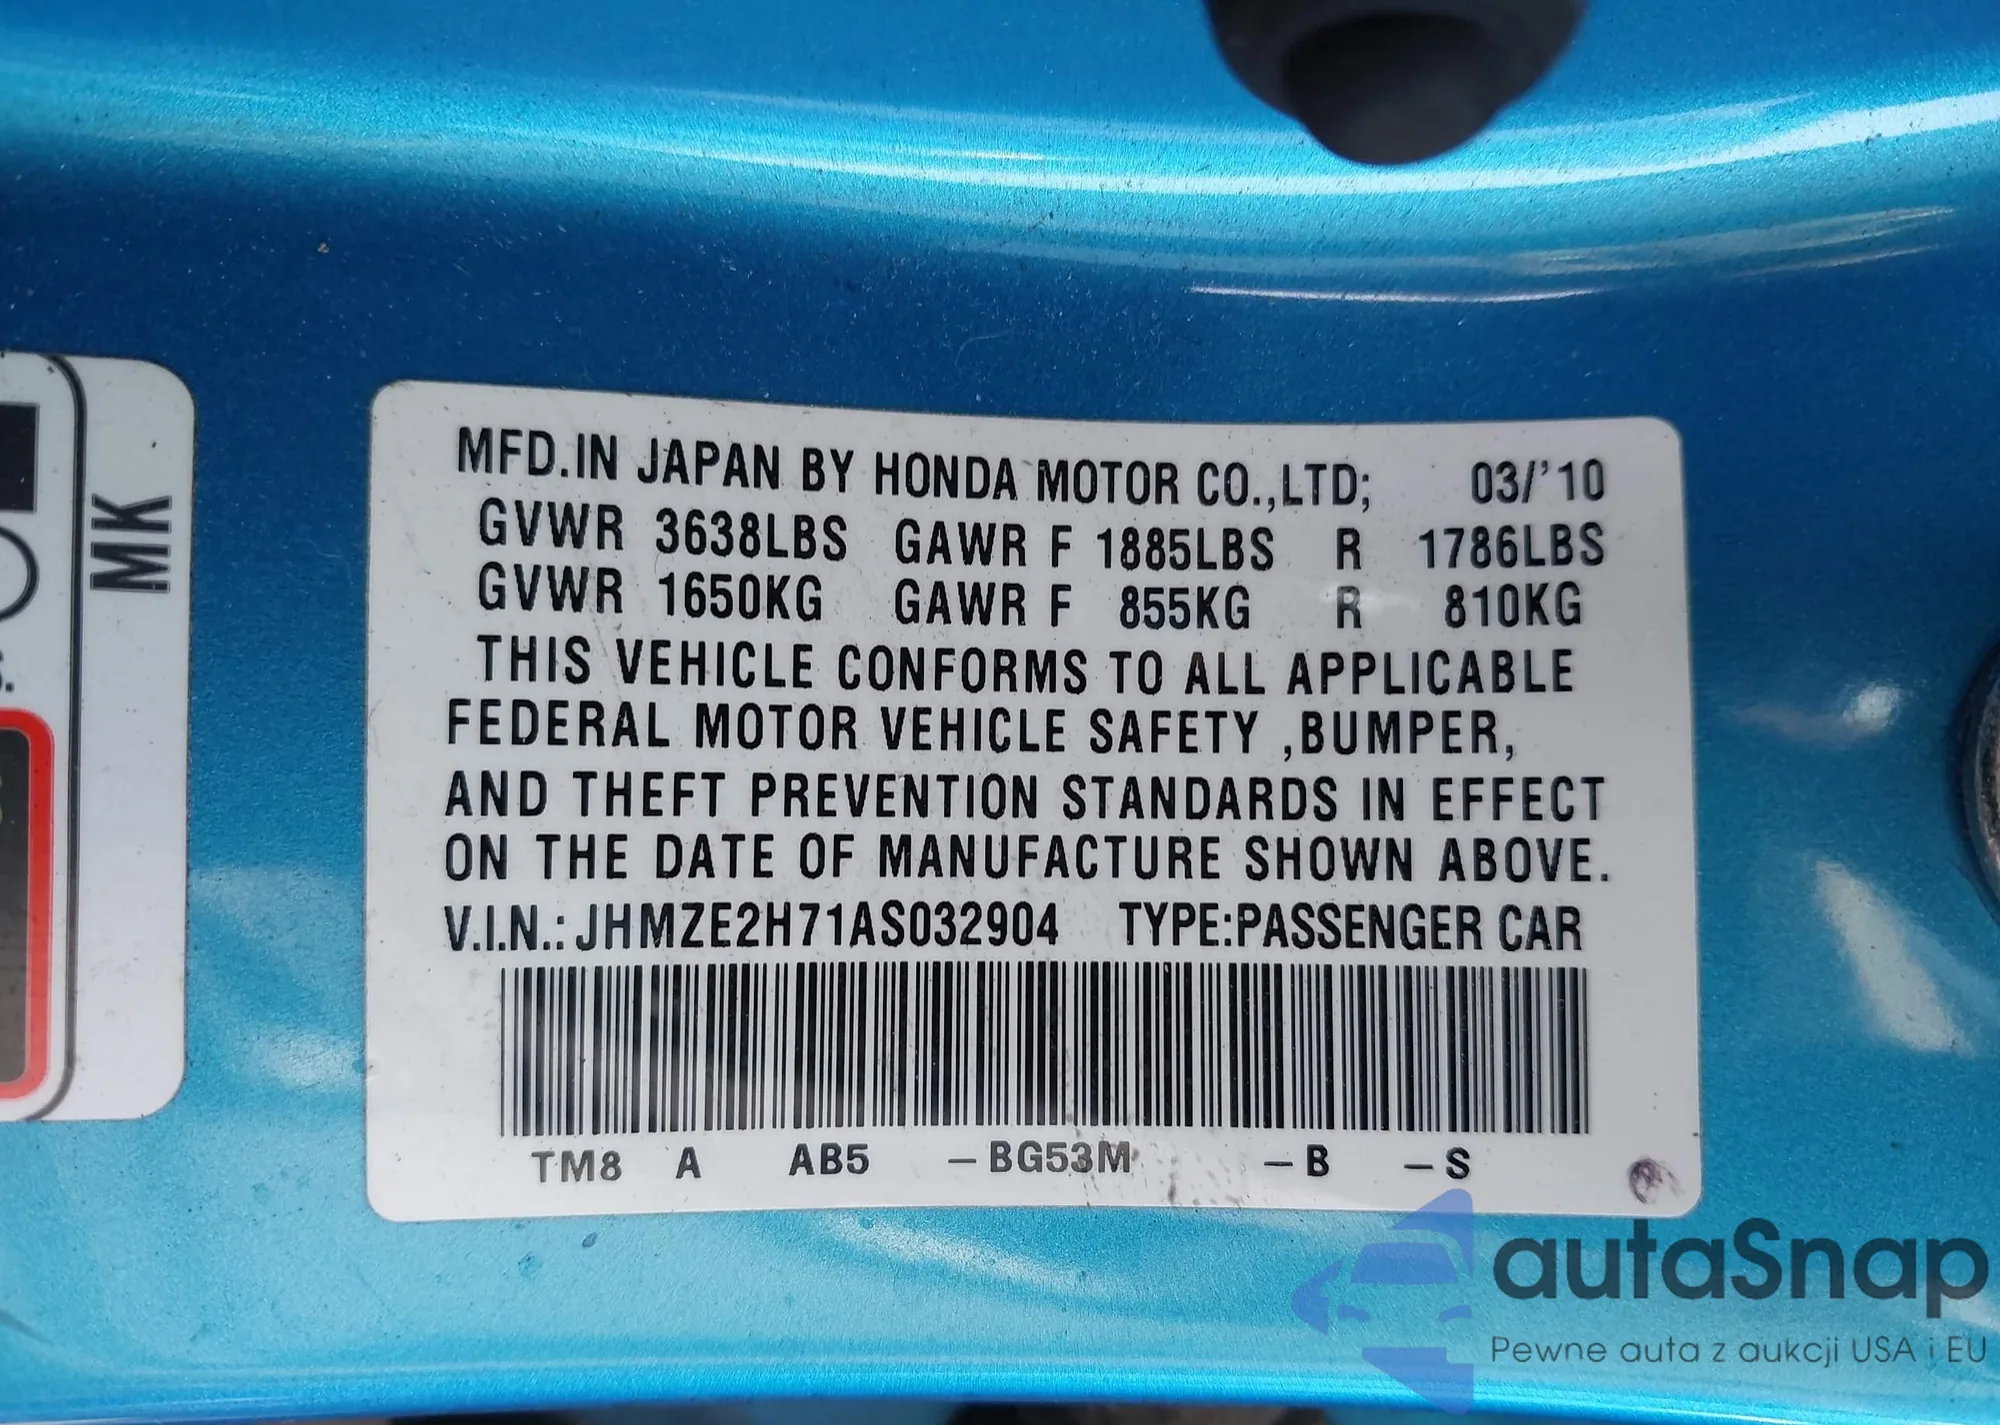 MFD.IN JAPAN BY HONDA MOTOR CO.,LTD; 03/'10
GVWR 3638LBS GAWR F 1885LBS R 1786LBS
GVWR 1650KG GAWR F 855KG R 810KG
THIS VEHICLE CONFORMS TO ALL APPLICABLE
FEDERAL MOTOR VEHICLE SAFETY ,BUMPER,
AND THEFT PREVENTION STANDARDS IN EFFECT
ON THE DATE OF MANUFACTURE SHOWN ABOVE.
V.I.N.: JHMZE2H71AS032904 TYPE:PASSENGER CAR
TM8 A AB5 -BG53M -B -S
MK
autaSnap
Pewne auta z aukcji USA i EU